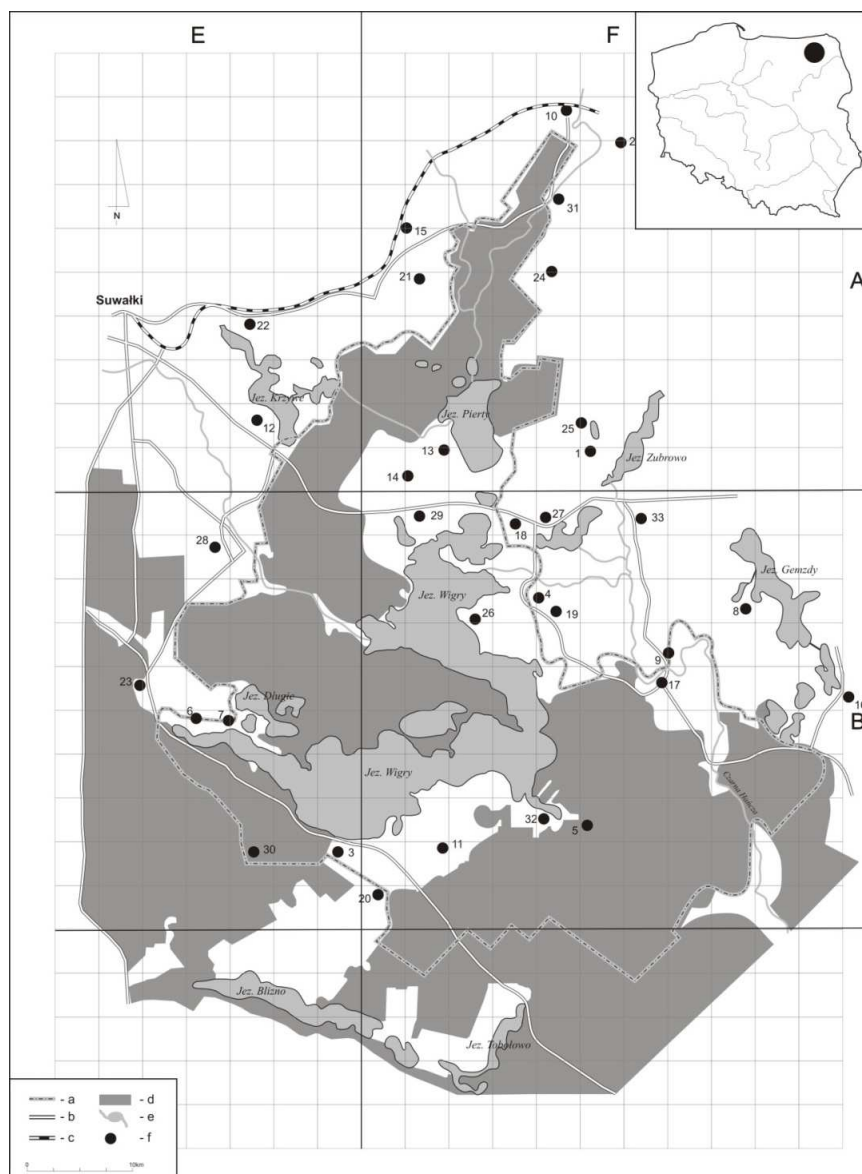 E F
10
2
N
31
15
A
24
21
Suwałki
22
Jez. Krzywe
Jez. Pierty
12
25
13
1
Jez. Zubrowo
14
29
27
33
18
28
Jez. Gemzdy
Jez. Wigry
4
8
26
19
9
23
17
Jez. Długie
16
6
7
B
Jez. Wigry
Czarna Hańcza
32
5
30
3
11
20
Jez. Blizno
Jez. Tobołowo
- a - d
- b - e
- c - f
0 10km